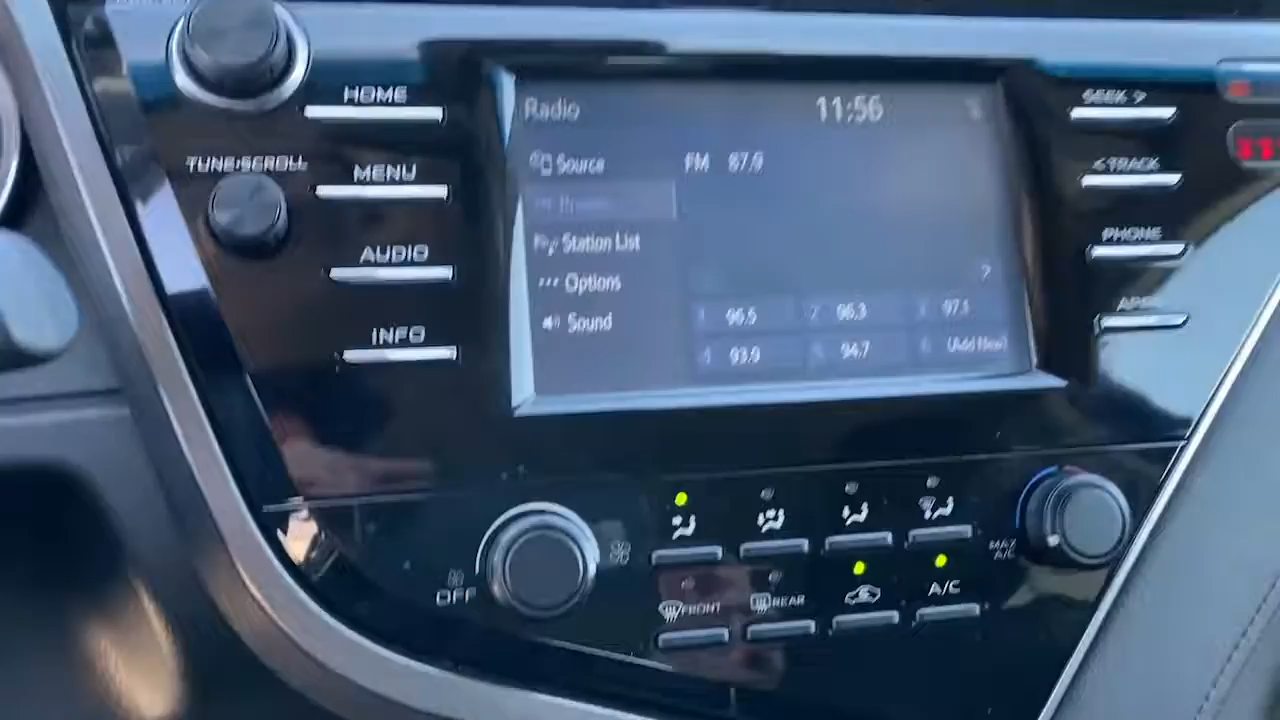 HOME
TUNE·SCROLL
MENU
AUDIO
INFO
Radio 11:56
Source
FM 87.9
Station List
Options
Sound
?
1 96.5 2 96.3 3 97.1
4 93.9 5 94.7 6 (Add New)
SEEK >
< TRACK
PHONE
OFF
MAX
A/C
FRONT
REAR
A/C